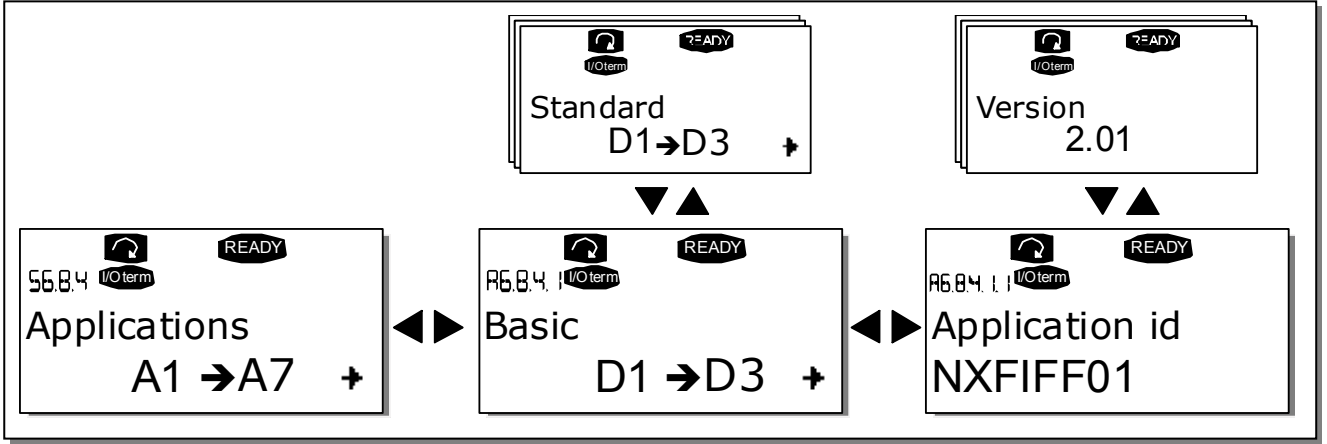 READY
I/Oterm
Standard
D1➔D3
READY
I/Oterm
Version
2.01
READY
S6.8.4 I/Oterm
Applications
A1 ➔A7
READY
A6.8.4.1 I/Oterm
Basic
D1 ➔D3
READY
A6.8.4.1.1 I/Oterm
Application id
NXFIFF01